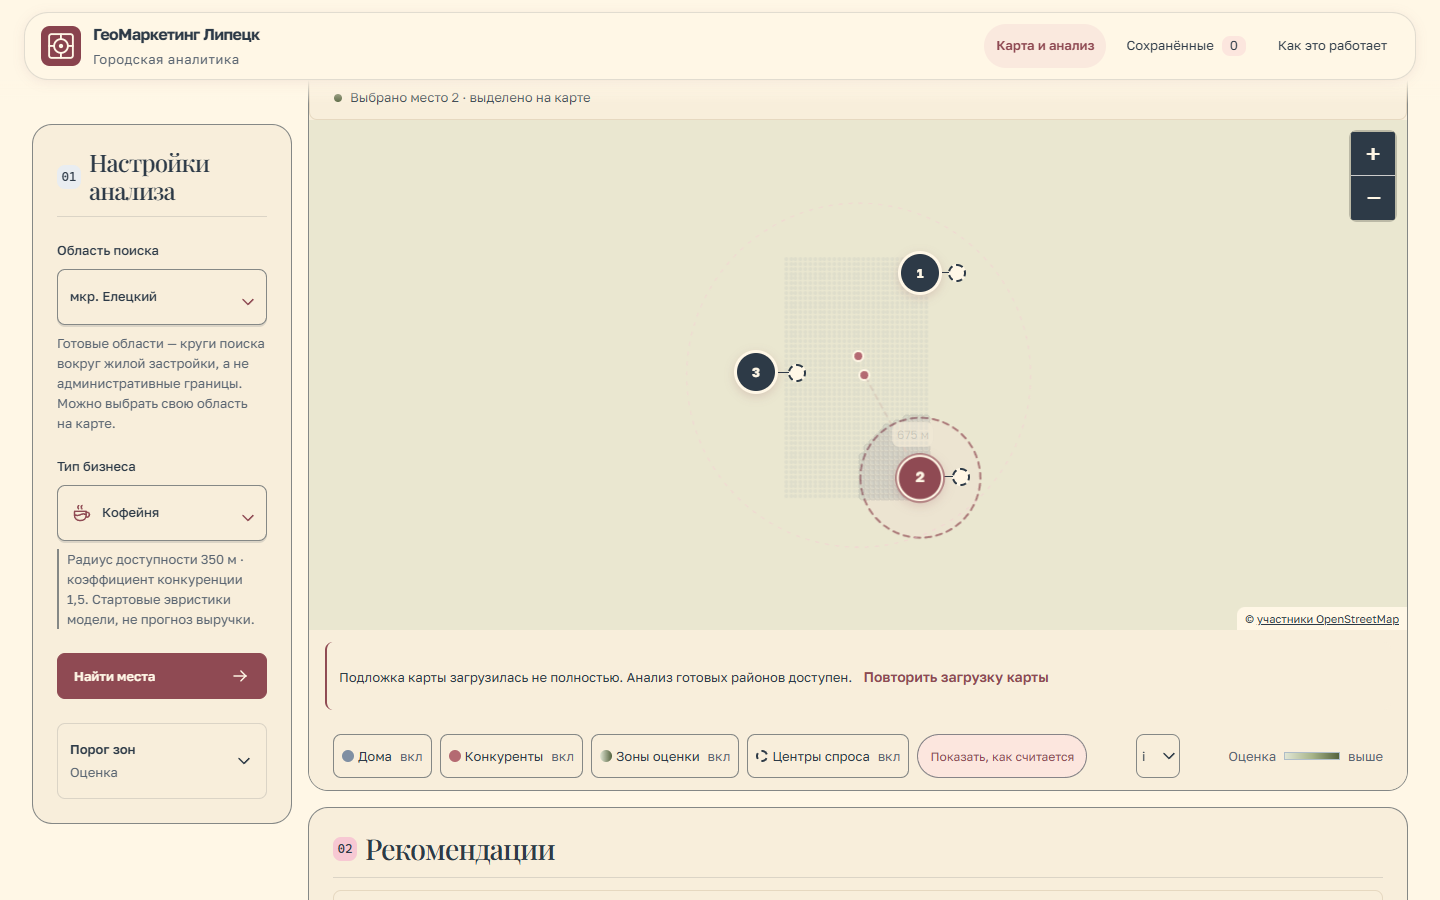 ГеоМаркетинг Липецк
Городская аналитика
Карта и анализ
Сохранённые 0
Как это работает
Выбрано место 2 · выделено на карте
01
Настройки
анализа
Область поиска
мкр. Елецкий
Готовые области — круги поиска
вокруг жилой застройки, а не
административные границы.
Можно выбрать свою область
на карте.
Тип бизнеса
Кофейня
Радиус доступности 350 м ·
коэффициент конкуренции
1,5. Стартовые эвристики
модели, не прогноз выручки.
Найти места
Порог зон
Оценка
+
−
1
3
675 м
2
© участники OpenStreetMap
Подложка карты загрузилась не полностью. Анализ готовых районов доступен. Повторить загрузку карты
Дома вкл
Конкуренты вкл
Зоны оценки вкл
Центры спроса вкл
Показать, как считается
i
Оценка выше
02
Рекомендации